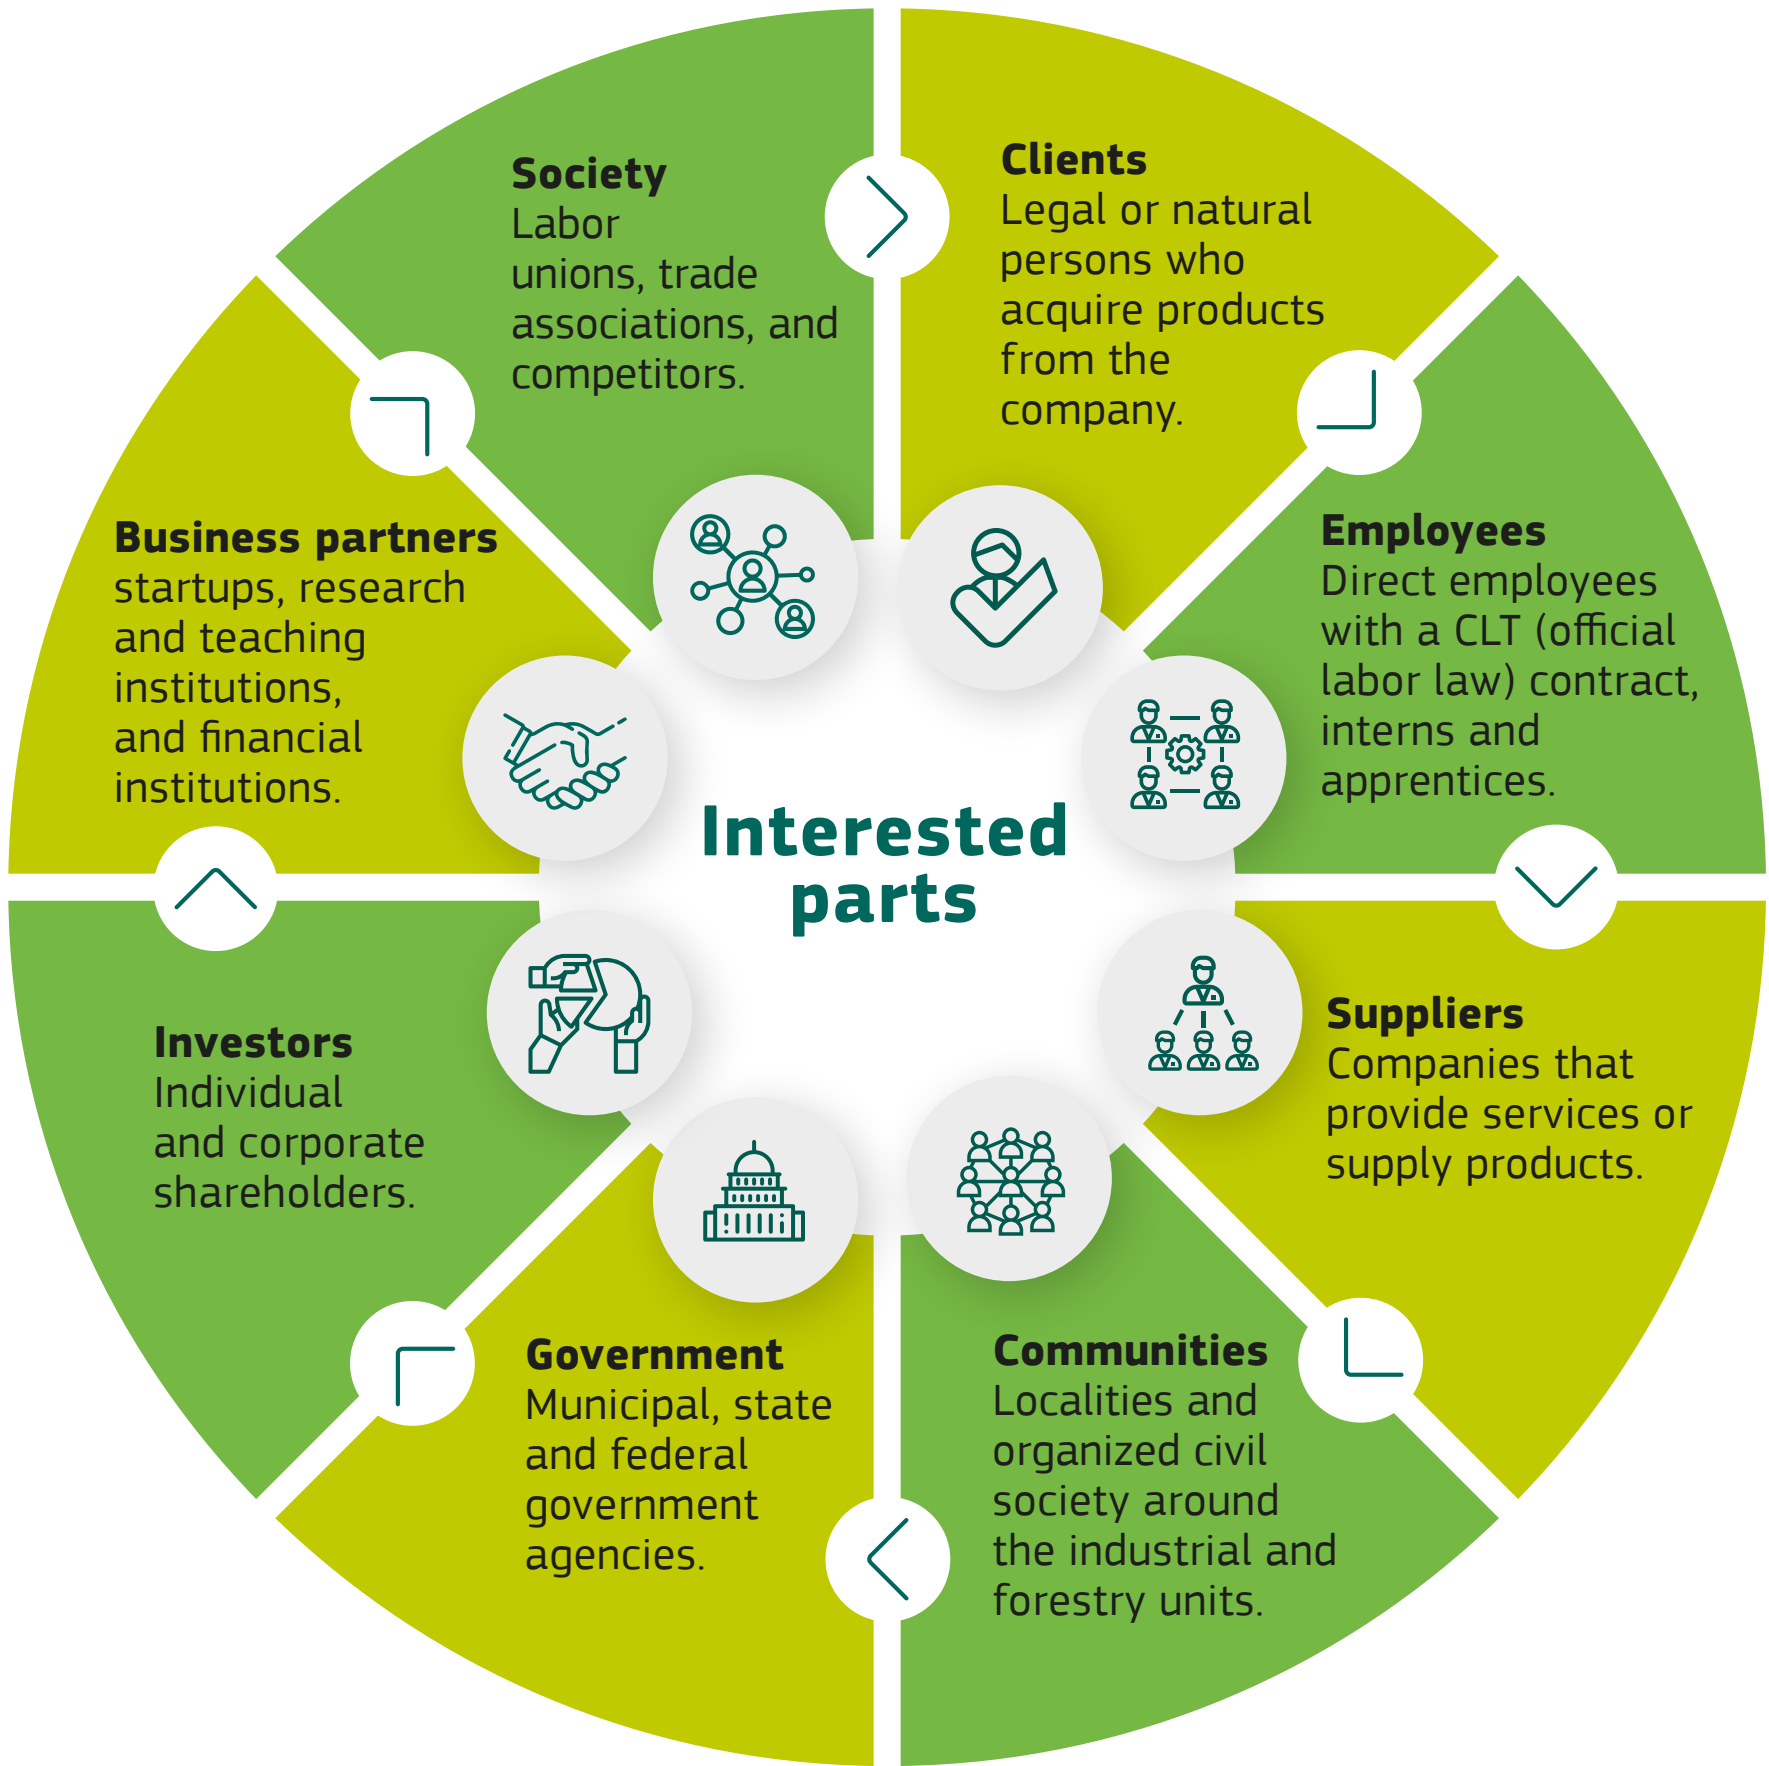 Interested
parts
Clients
Legal or natural
persons who
acquire products
from the
company.
Employees
Direct employees
with a CLT (official
labor law) contract,
interns and
apprentices.
Suppliers
Companies that
provide services or
supply products.
Communities
Localities and
organized civil
society around
the industrial and
forestry units.
Government
Municipal, state
and federal
government
agencies.
Investors
Individual
and corporate
shareholders.
Business partners
startups, research
and teaching
institutions,
and financial
institutions.
Society
Labor
unions, trade
associations, and
competitors.